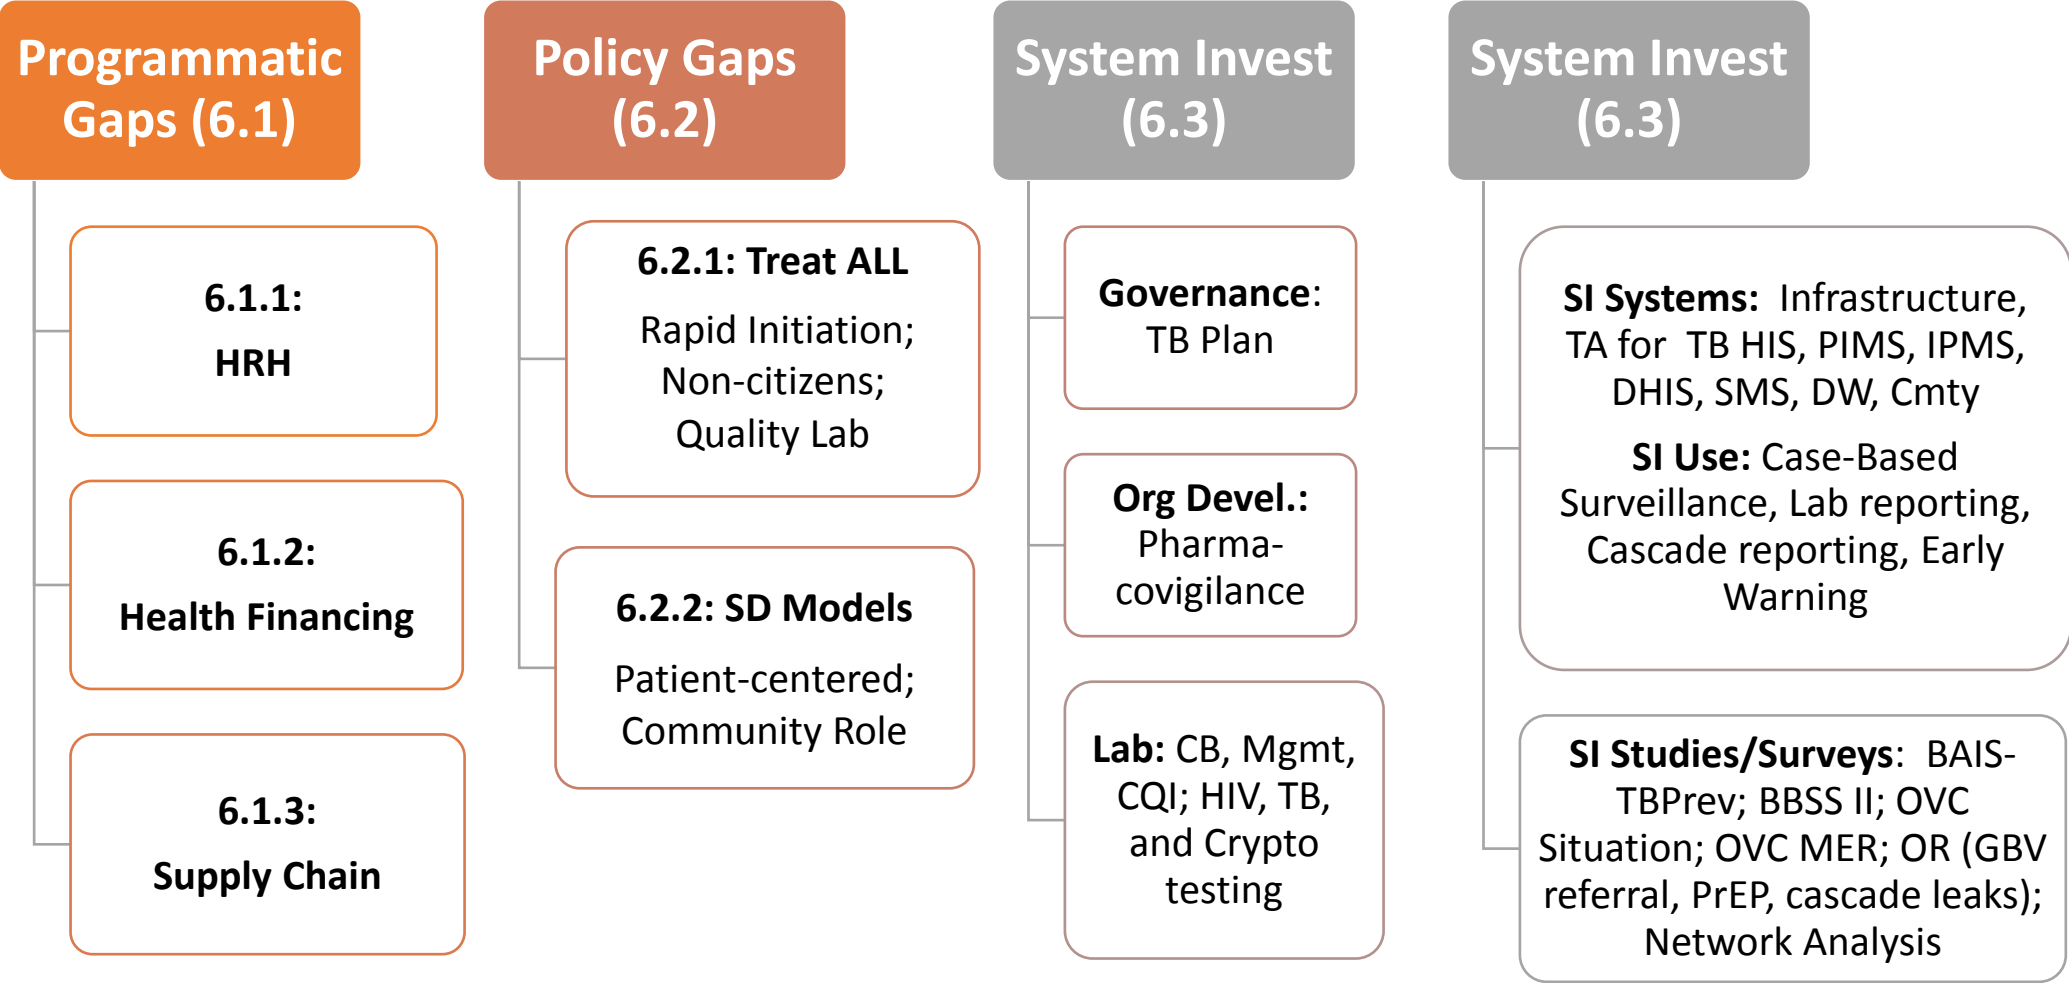 Programmatic
Gaps (6.1)
6.1.1:
HRH
6.1.2:
Health Financing
6.1.3:
Supply Chain
Policy Gaps
(6.2)
6.2.1: Treat ALL
Rapid Initiation;
Non-citizens;
Quality Lab
6.2.2: SD Models
Patient-centered;
Community Role
System Invest
(6.3)
Governance:
TB Plan
Org Devel.:
Pharma-
covigilance
Lab: CB, Mgmt,
CQI; HIV, TB,
and Crypto
testing
System Invest
(6.3)
SI Systems: Infrastructure,
TA for TB HIS, PIMS, IPMS,
DHIS, SMS, DW, Cmty
SI Use: Case-Based
Surveillance, Lab reporting,
Cascade reporting, Early
Warning
SI Studies/Surveys: BAIS-
TBPrev; BBSS II; OVC
Situation; OVC MER; OR (GBV
referral, PrEP, cascade leaks);
Network Analysis